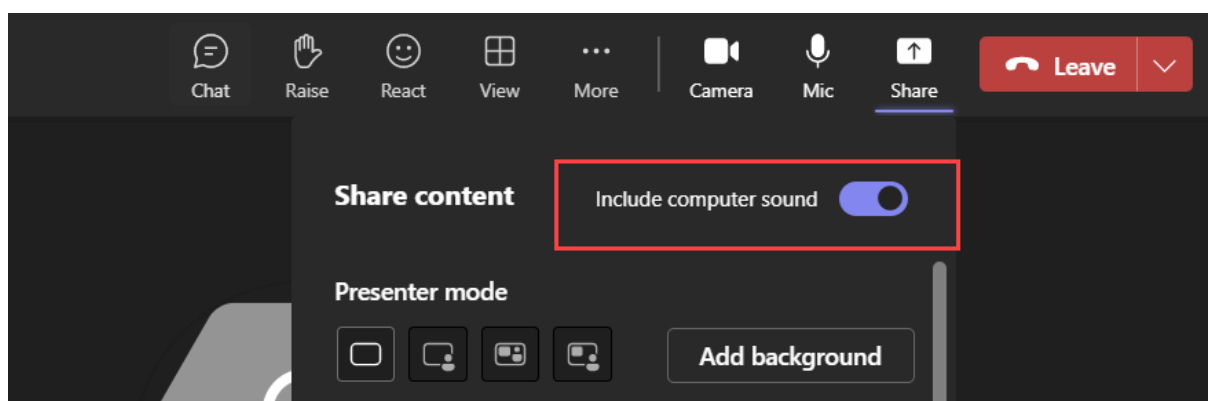 Chat Raise React View More Camera Mic Share Leave
Share content Include computer sound
Presenter mode
Add background